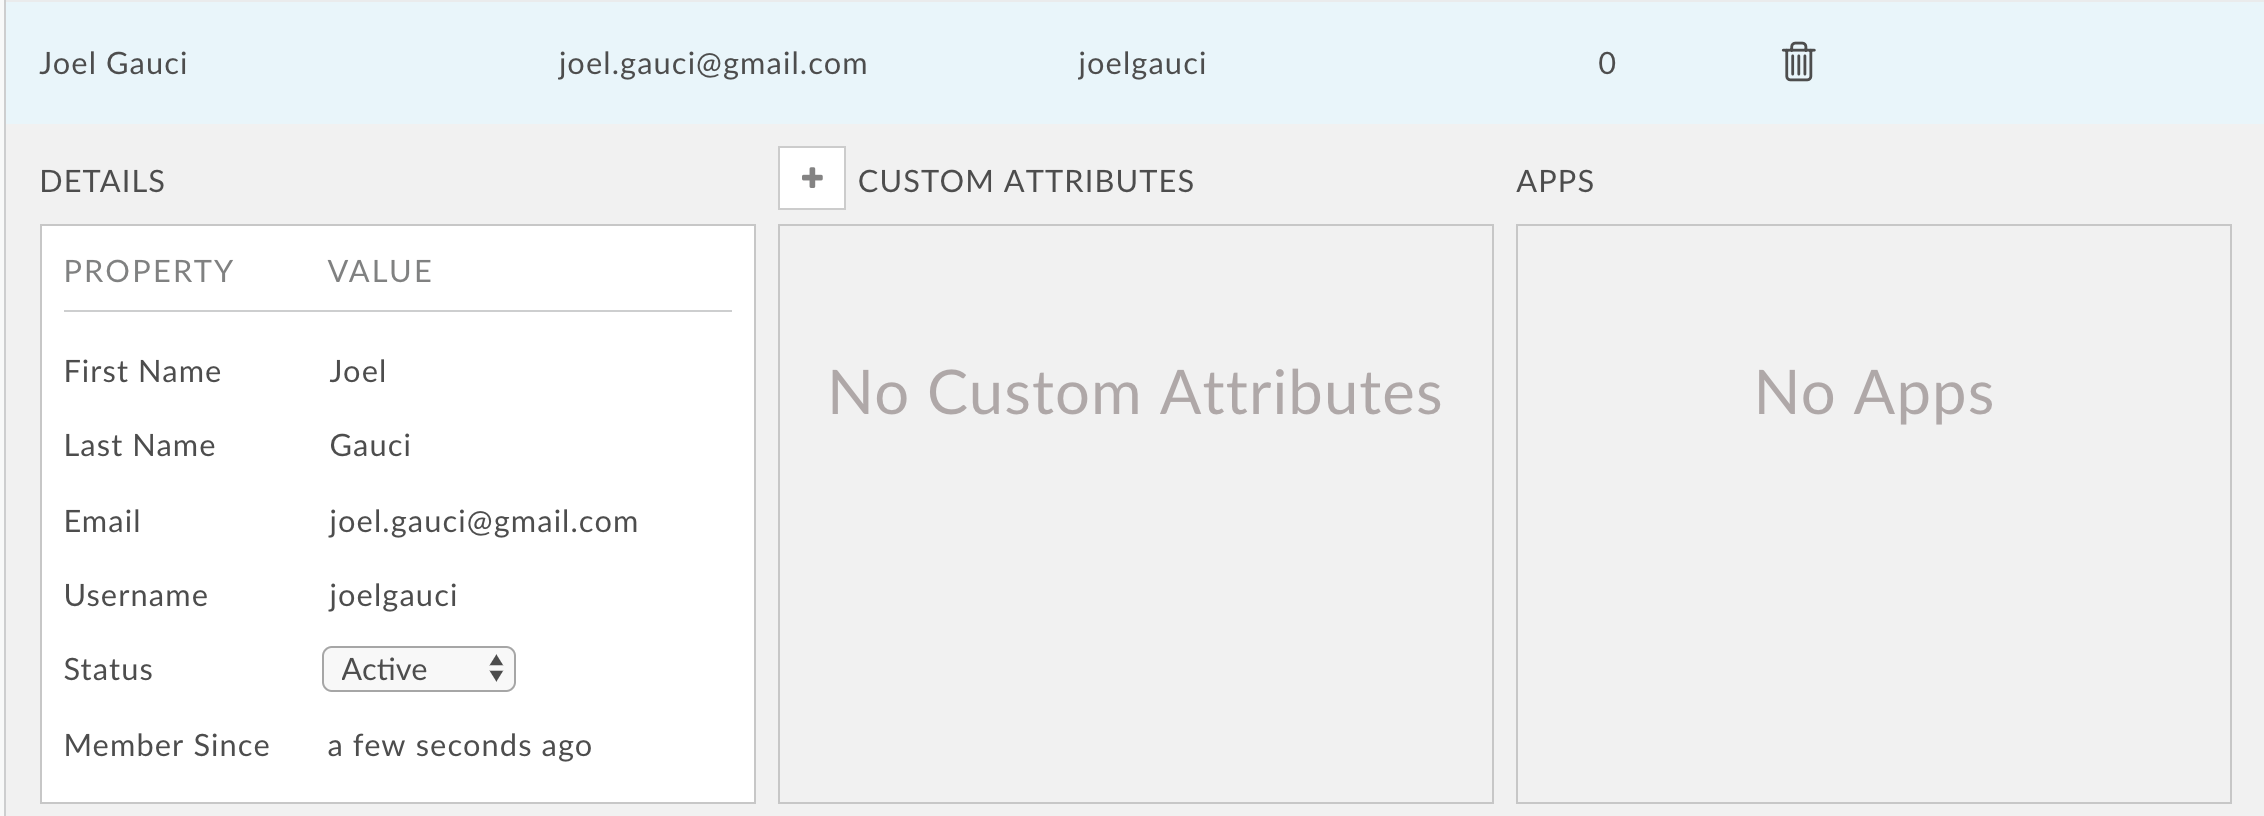 Joel Gauci joel.gauci@gmail.com joelgauci 0
DETAILS
+ CUSTOM ATTRIBUTES
APPS
PROPERTY VALUE
First Name Joel
Last Name Gauci
Email joel.gauci@gmail.com
Username joelgauci
Status Active
Member Since a few seconds ago
No Custom Attributes
No Apps